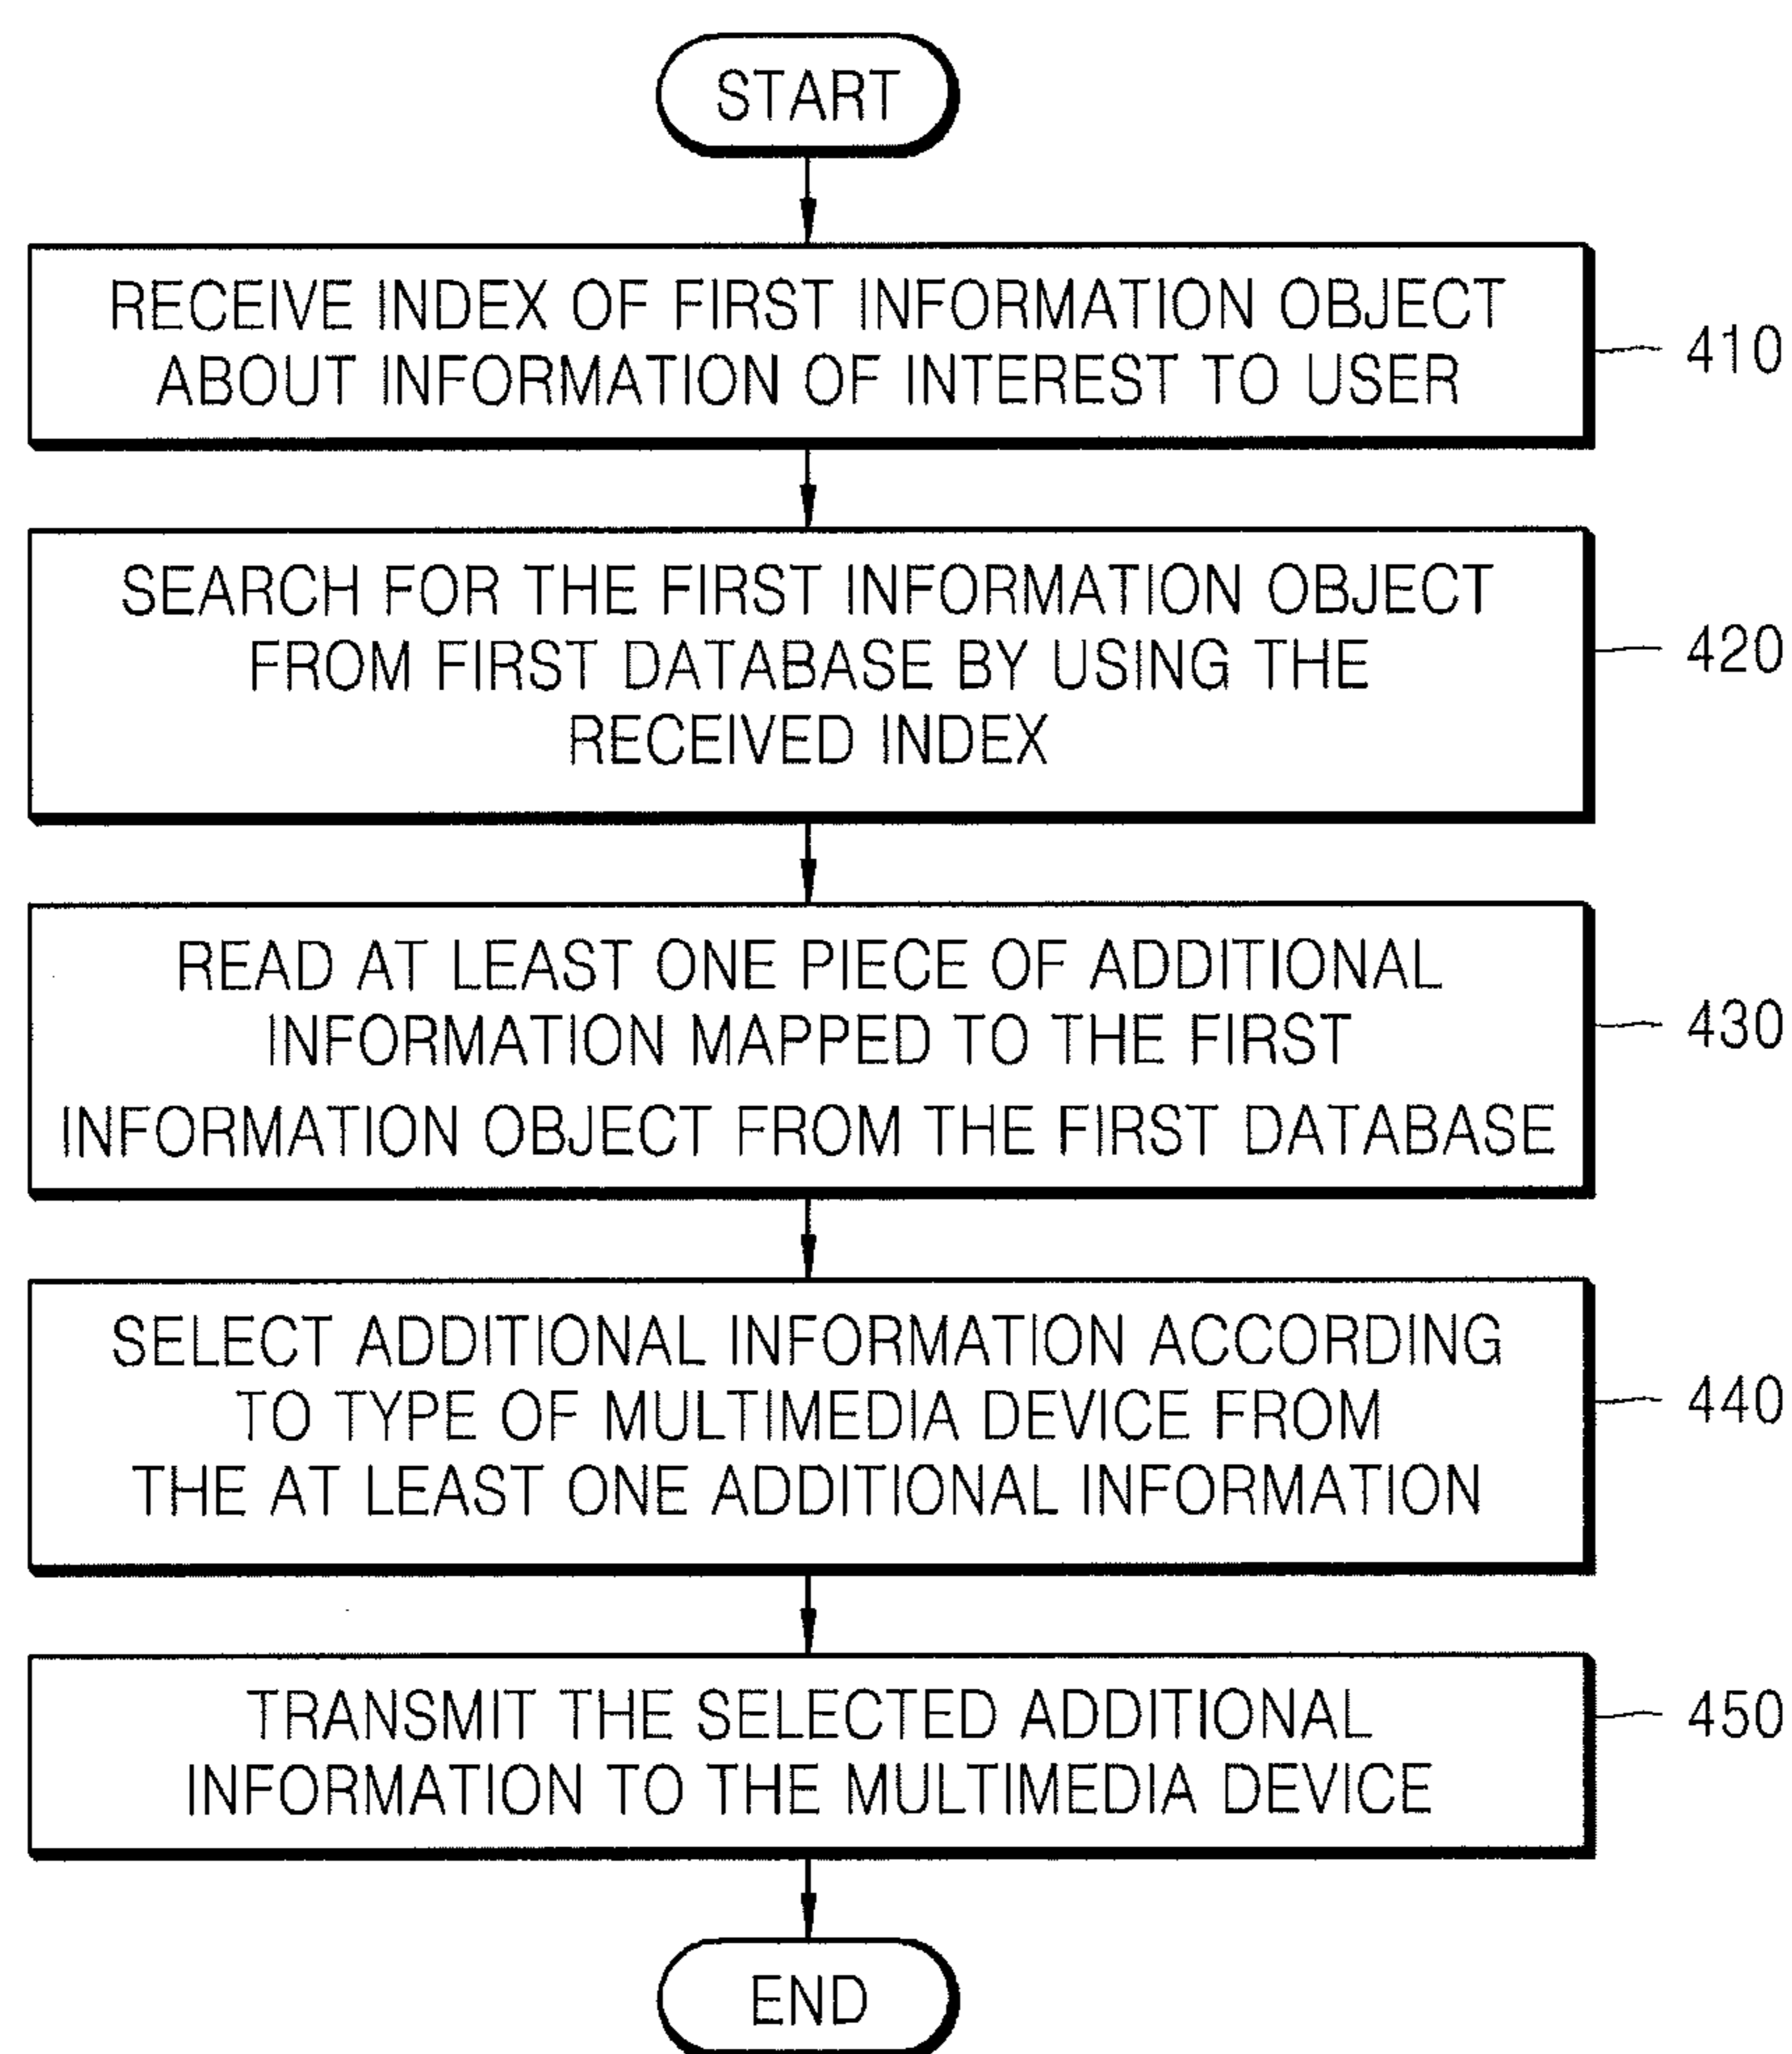 START
RECEIVE INDEX OF FIRST INFORMATION OBJECT
ABOUT INFORMATION OF INTEREST TO USER
410
SEARCH FOR THE FIRST INFORMATION OBJECT
FROM FIRST DATABASE BY USING THE
RECEIVED INDEX
420
READ AT LEAST ONE PIECE OF ADDITIONAL
INFORMATION MAPPED TO THE FIRST
INFORMATION OBJECT FROM THE FIRST DATABASE
430
SELECT ADDITIONAL INFORMATION ACCORDING
TO TYPE OF MULTIMEDIA DEVICE FROM
THE AT LEAST ONE ADDITIONAL INFORMATION
440
TRANSMIT THE SELECTED ADDITIONAL
INFORMATION TO THE MULTIMEDIA DEVICE
450
END